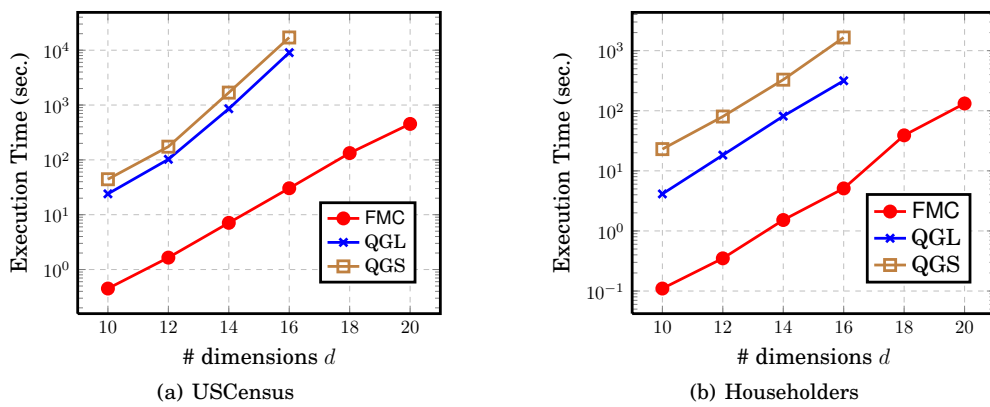 Execution Time (sec.)
10^4
10^3
10^2
10^1
10^0
10 12 14 16 18 20
# dimensions d
FMC
QGL
QGS
(a) USCensus
Execution Time (sec.)
10^3
10^2
10^1
10^0
10^−1
10 12 14 16 18 20
# dimensions d
FMC
QGL
QGS
(b) Householders